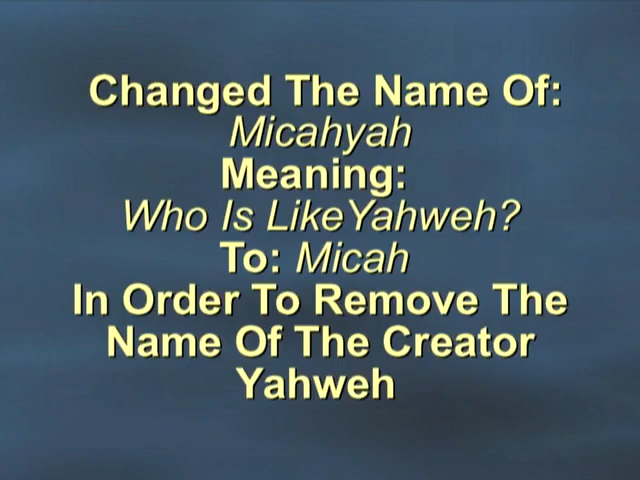 Changed The Name Of:
Micahyah
Meaning:
Who Is LikeYahweh?
To: Micah
In Order To Remove The
Name Of The Creator
Yahweh